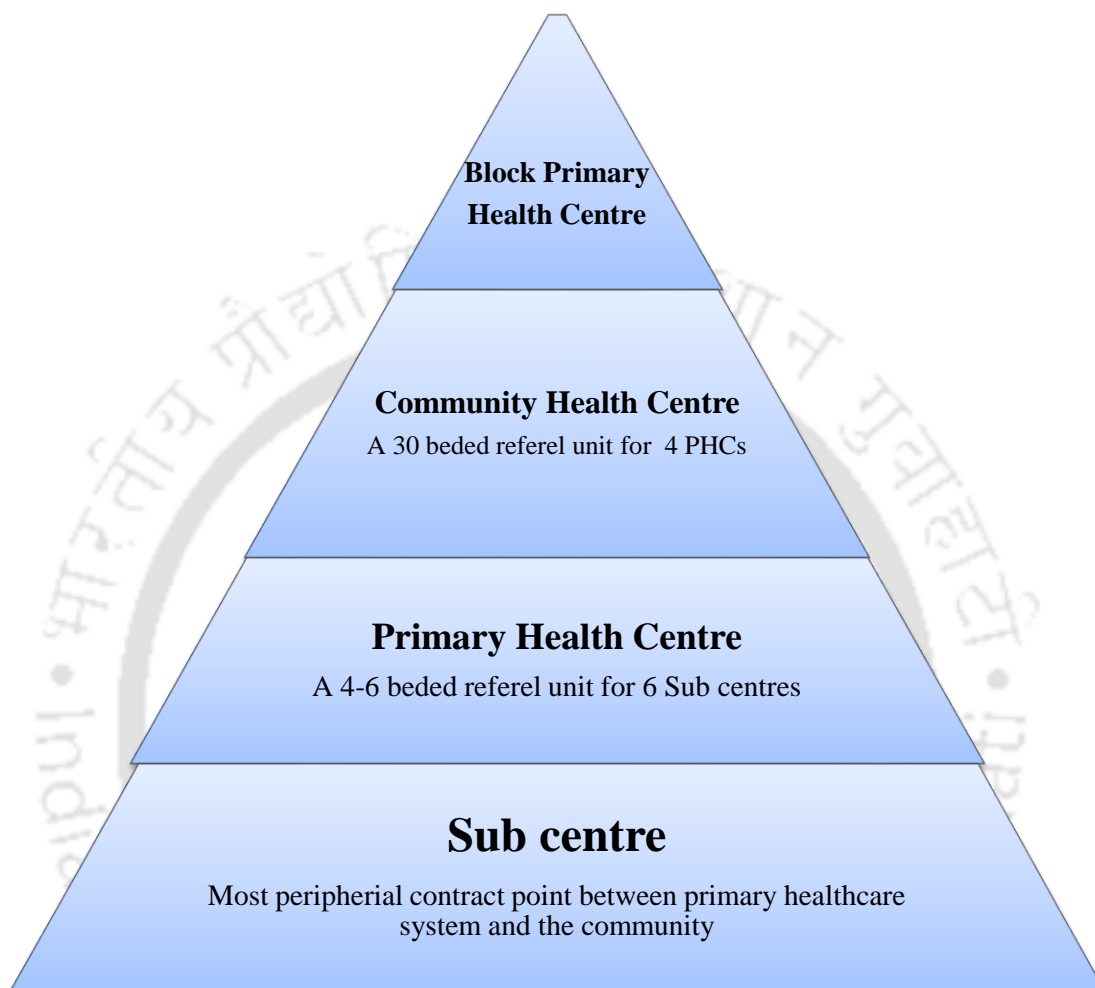 Block Primary
Health Centre
Community Health Centre
A 30 beded referel unit for 4 PHCs
Primary Health Centre
A 4-6 beded referel unit for 6 Sub centres
Sub centre
Most peripherial contract point between primary healthcare
system and the community